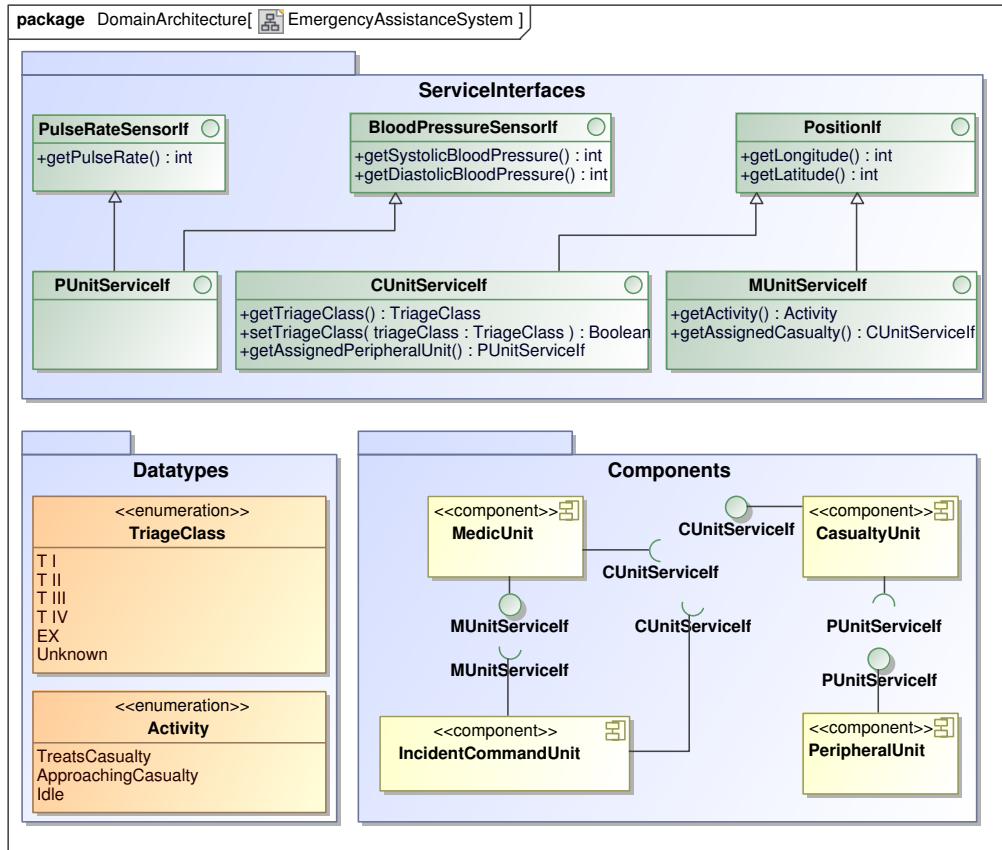 package DomainArchitecture[ EmergencyAssistanceSystem ]
ServiceInterfaces
PulseRateSensorIf
+getPulseRate() : int
BloodPressureSensorIf
+getSystolicBloodPressure() : int
+getDiastolicBloodPressure() : int
PositionIf
+getLongitude() : int
+getLatitude() : int
PUnitServiceIf
CUnitServiceIf
+getTriageClass() : TriageClass
+setTriageClass( triageClass : TriageClass ) : Boolean
+getAssignedPeripheralUnit() : PUnitServiceIf
MUnitServiceIf
+getActivity() : Activity
+getAssignedCasualty() : CUnitServiceIf
Datatypes
<<enumeration>>
TriageClass
T I
T II
T III
T IV
EX
Unknown
<<enumeration>>
Activity
TreatsCasualty
ApproachingCasualty
Idle
Components
<<component>>
MedicUnit
CUnitServiceIf
<<component>>
CasualtyUnit
CUnitServiceIf
MUnitServiceIf
CUnitServiceIf
PUnitServiceIf
MUnitServiceIf
PUnitServiceIf
<<component>>
IncidentCommandUnit
<<component>>
PeripheralUnit